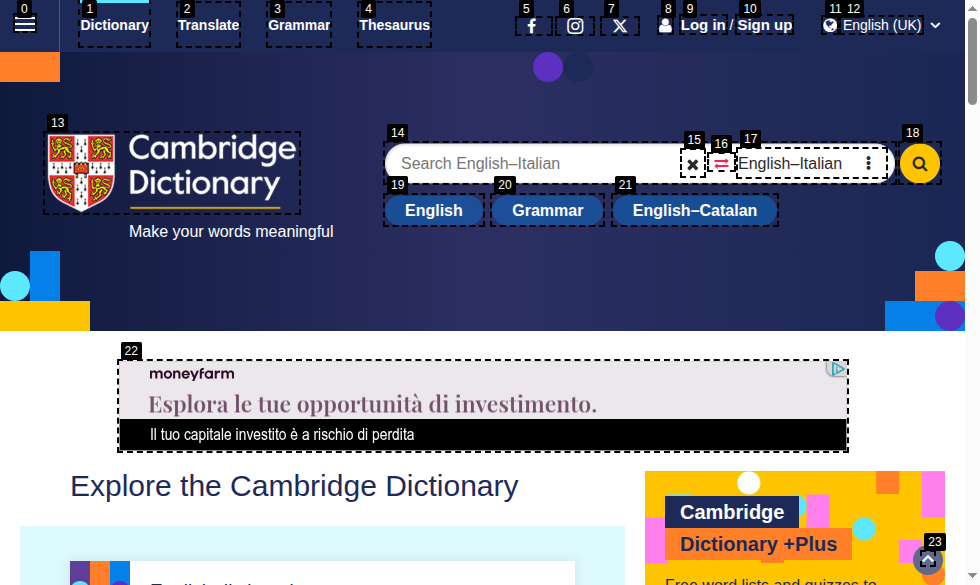 0
1
2
3
4
5
6
7
8
9
10
11
12
Dictionary
Translate
Grammar
Thesaurus
Log in / Sign up
English (UK)
13
Cambridge
Dictionary
Make your words meaningful
14
15
16
17
18
Search English–Italian
English–Italian
19
20
21
English
Grammar
English–Catalan
22
moneyfarm
Esplora le tue opportunità di investimento.
Il tuo capitale investito è a rischio di perdita
Explore the Cambridge Dictionary
Cambridge
Dictionary +Plus
23
Free word lists and quizzes to